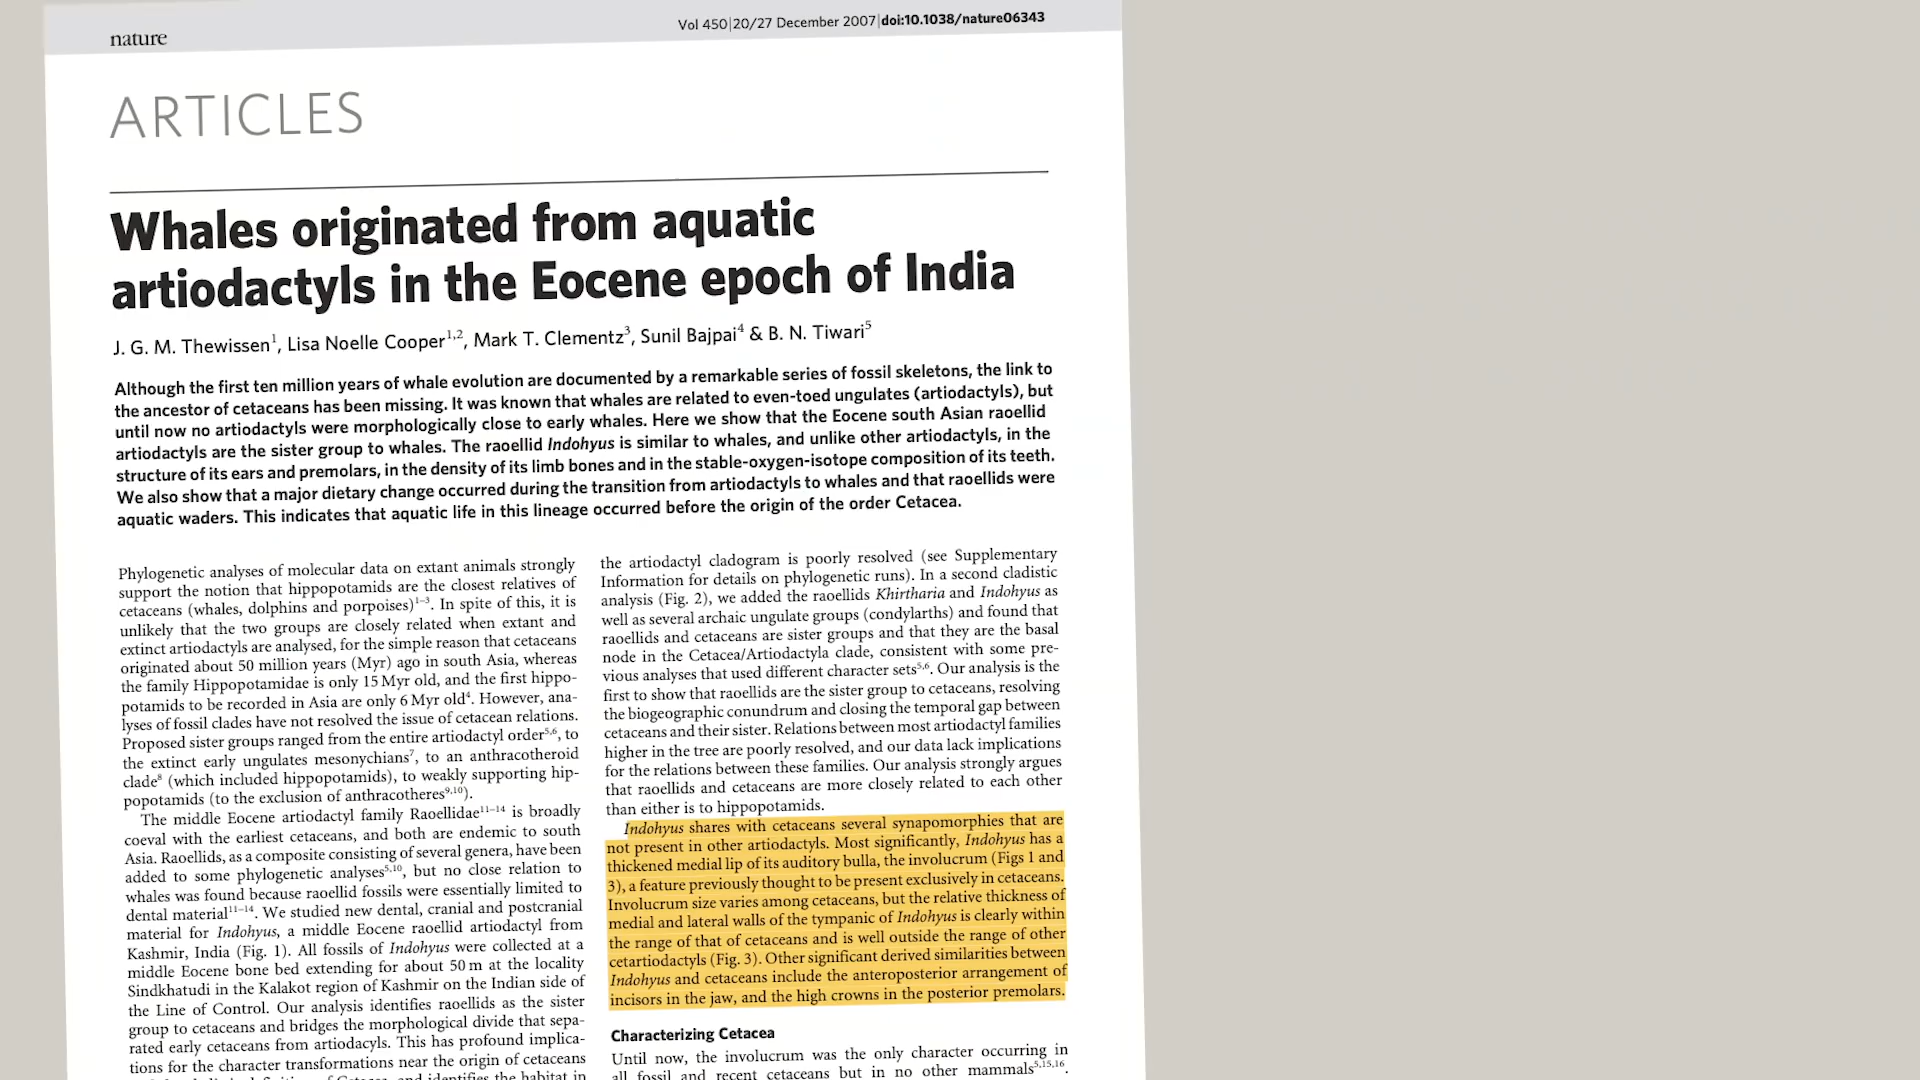 nature
Vol 450|20/27 December 2007|doi:10.1038/nature06343
ARTICLES
Whales originated from aquatic
artiodactyls in the Eocene epoch of India
J. G. M. Thewissen1, Lisa Noelle Cooper1,2, Mark T. Clementz3, Sunil Bajpai4 & B. N. Tiwari5
Although the first ten million years of whale evolution are documented by a remarkable series of fossil skeletons, the link to
the ancestor of cetaceans has been missing. It was known that whales are related to even-toed ungulates (artiodactyls), but
until now no artiodactyls were morphologically close to early whales. Here we show that the Eocene south Asian raoellid
artiodactyls are the sister group to whales. The raoellid Indohyus is similar to whales, and unlike other artiodactyls, in the
structure of its ears and premolars, in the density of its limb bones and in the stable-oxygen-isotope composition of its teeth.
We also show that a major dietary change occurred during the transition from artiodactyls to whales and that raoellids were
aquatic waders. This indicates that aquatic life in this lineage occurred before the origin of the order Cetacea.
Phylogenetic analyses of molecular data on extant animals strongly
support the notion that hippopotamids are the closest relatives of
cetaceans (whales, dolphins and porpoises)1–3. In spite of this, it is
unlikely that the two groups are closely related when extant and
extinct artiodactyls are analysed, for the simple reason that cetaceans
originated about 50 million years (Myr) ago in south Asia, whereas
the family Hippopotamidae is only 15 Myr old, and the first hippo-
potamids to be recorded in Asia are only 6 Myr old4. However, ana-
lyses of fossil clades have not resolved the issue of cetacean relations.
Proposed sister groups ranged from the entire artiodactyl order5,6, to
the extinct early ungulates mesonychians7, to an anthracotheroid
clade8 (which included hippopotamids), to weakly supporting hip-
popotamids (to the exclusion of anthracotheres9,10).
The middle Eocene artiodactyl family Raoellidae11–14 is broadly
coeval with the earliest cetaceans, and both are endemic to south
Asia. Raoellids, as a composite consisting of several genera, have been
added to some phylogenetic analyses5,10, but no close relation to
whales was found because raoellid fossils were essentially limited to
dental material11–14. We studied new dental, cranial and postcranial
material for Indohyus, a middle Eocene raoellid artiodactyl from
Kashmir, India (Fig. 1). All fossils of Indohyus were collected at a
middle Eocene bone bed extending for about 50 m at the locality
Sindkhatudi in the Kalakot region of Kashmir on the Indian side of
the Line of Control. Our analysis identifies raoellids as the sister
group to cetaceans and bridges the morphological divide that sepa-
rated early cetaceans from artiodacyls. This has profound implica-
tions for the character transformations near the origin of cetaceans
and identifies the habitat in
the artiodactyl cladogram is poorly resolved (see Supplementary
Information for details on phylogenetic runs). In a second cladistic
analysis (Fig. 2), we added the raoellids Khirtharia and Indohyus as
well as several archaic ungulate groups (condylarths) and found that
raoellids and cetaceans are sister groups and that they are the basal
node in the Cetacea/Artiodactyla clade, consistent with some pre-
vious analyses that used different character sets5,6. Our analysis is the
first to show that raoellids are the sister group to cetaceans, resolving
the biogeographic conundrum and closing the temporal gap between
cetaceans and their sister. Relations between most artiodactyl families
higher in the tree are poorly resolved, and our data lack implications
for the relations between these families. Our analysis strongly argues
that raoellids and cetaceans are more closely related to each other
than either is to hippopotamids.
Indohyus shares with cetaceans several synapomorphies that are
not present in other artiodactyls. Most significantly, Indohyus has a
thickened medial lip of its auditory bulla, the involucrum (Figs 1 and
3), a feature previously thought to be present exclusively in cetaceans.
Involucrum size varies among cetaceans, but the relative thickness of
medial and lateral walls of the tympanic of Indohyus is clearly within
the range of that of cetaceans and is well outside the range of other
cetartiodactyls (Fig. 3). Other significant derived similarities between
Indohyus and cetaceans include the anteroposterior arrangement of
incisors in the jaw, and the high crowns in the posterior premolars.
Characterizing Cetacea
Until now, the involucrum was the only character occurring in
all fossil and recent cetaceans but in no other mammals5,15,16.